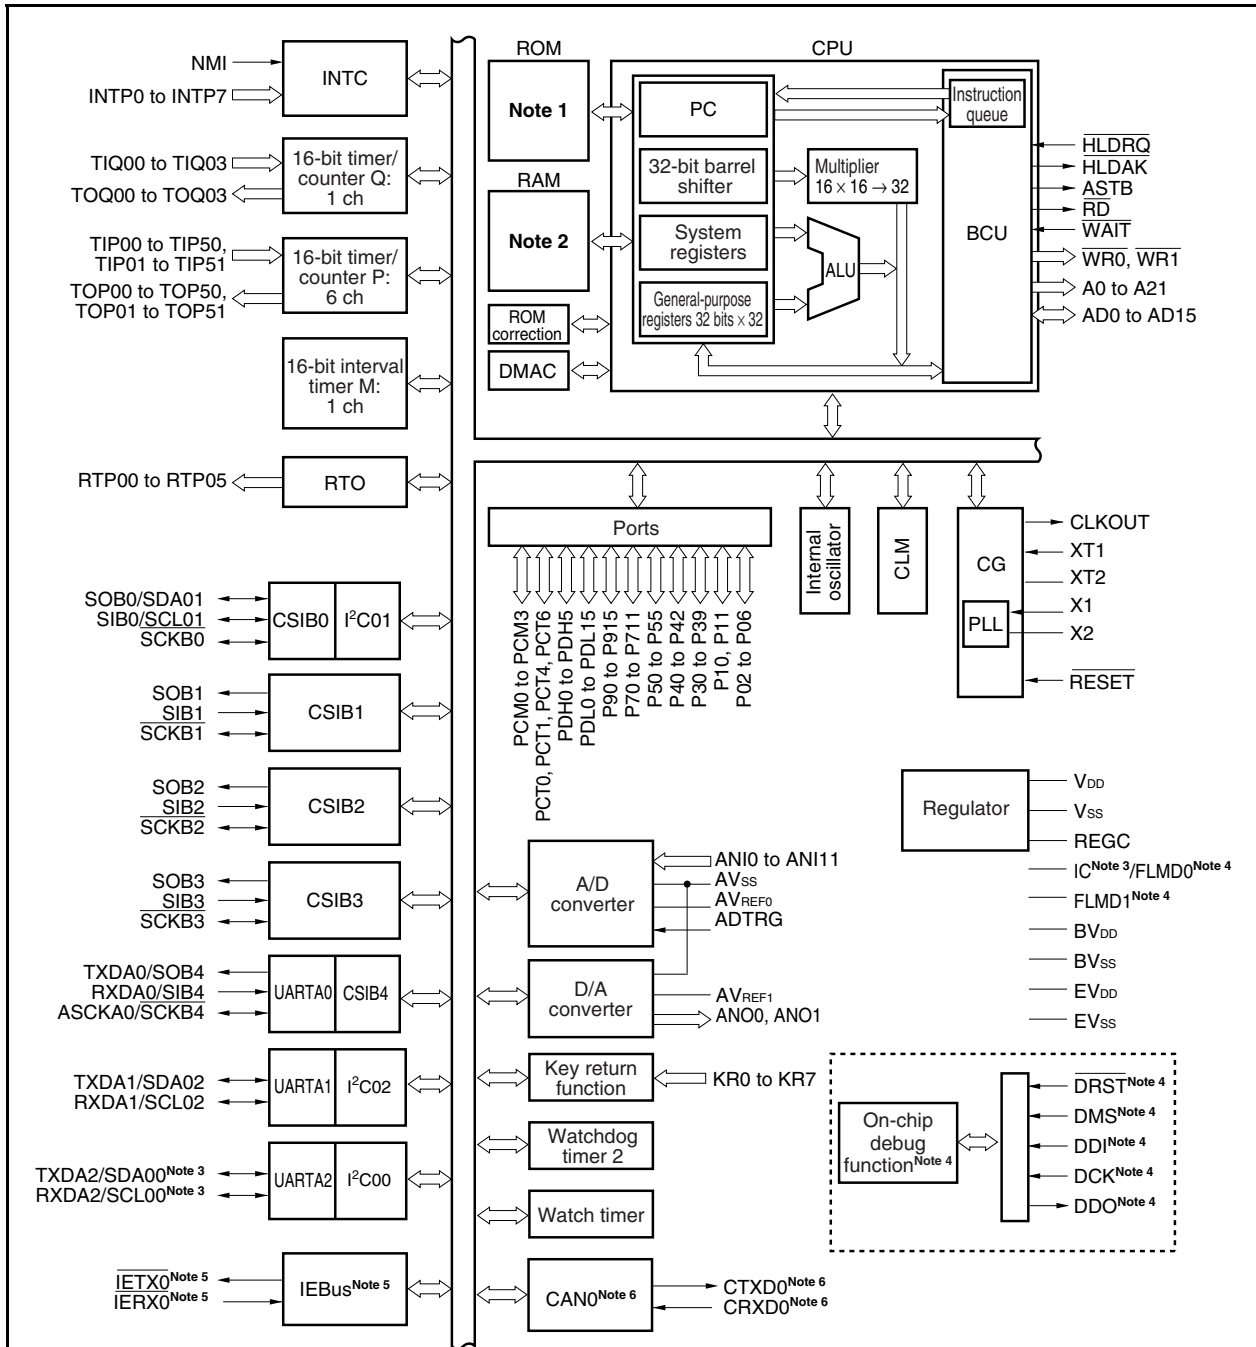 NMI
INTP0 to INTP7
INTC
TIQ00 to TIQ03
TOQ00 to TOQ03
16-bit timer/
counter Q:
1 ch
TIP00 to TIP50,
TIP01 to TIP51
TOP00 to TOP50,
TOP01 to TOP51
16-bit timer/
counter P:
6 ch
16-bit interval
timer M:
1 ch
RTP00 to RTP05
RTO
SOB0/SDA01
SIB0/SCL01
SCKB0
CSIB0
I²C01
SOB1
SIB1
SCKB1
CSIB1
SOB2
SIB2
SCKB2
CSIB2
SOB3
SIB3
SCKB3
CSIB3
TXDA0/SOB4
RXDA0/SIB4
ASCKA0/SCKB4
UARTA0
CSIB4
TXDA1/SDA02
RXDA1/SCL02
UARTA1
I²C02
TXDA2/SDA00Note 3
RXDA2/SCL00Note 3
UARTA2
I²C00
IETX0Note 5
IERX0Note 5
IEBusNote 5
ROM
Note 1
RAM
Note 2
ROM
correction
DMAC
CPU
PC
32-bit barrel
shifter
System
registers
General-purpose
registers 32 bits × 32
Multiplier
16 × 16 → 32
ALU
Instruction
queue
BCU
HLDRQ
HLDAK
ASTB
RD
WAIT
WR0, WR1
A0 to A21
AD0 to AD15
Ports
PCM0 to PCM3
PCT0, PCT1, PCT4, PCT6
PDH0 to PDH5
PDL0 to PDL15
P90 to P915
P70 to P711
P50 to P55
P40 to P42
P30 to P39
P10, P11
P02 to P06
Internal
oscillator
CLM
CG
PLL
CLKOUT
XT1
XT2
X1
X2
RESET
Regulator
VDD
VSS
REGC
ICNote 3/FLMD0Note 4
FLMD1Note 4
BVDD
BVSS
EVDD
EVSS
A/D
converter
ANI0 to ANI11
AVSS
AVREF0
ADTRG
D/A
converter
AVREF1
ANO0, ANO1
Key return
function
KR0 to KR7
Watchdog
timer 2
Watch timer
CAN0Note 6
CTXD0Note 6
CRXD0Note 6
On-chip
debug
functionNote 4
DRSTNote 4
DMSNote 4
DDINote 4
DCKNote 4
DDONote 4